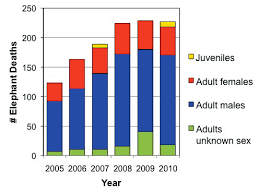 # Elephant Deaths
250
200
150
100
50
0
2005 2006 2007 2008 2009 2010
Year
Juveniles
Adult females
Adult males
Adults
unknown sex